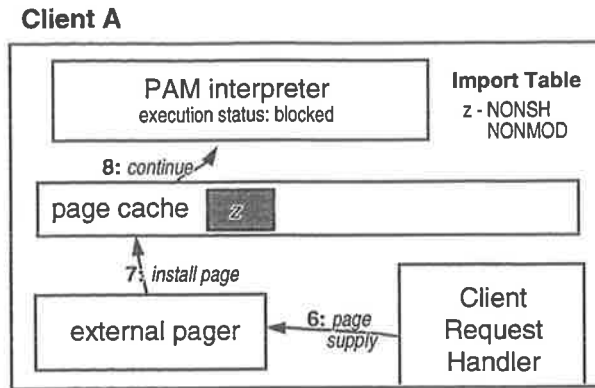 Client A
PAM interpreter
execution status: blocked
Import Table
z - NONSH
NONMOD
8: continue
page cache
z
7: install page
external pager
6: page
supply
Client
Request
Handler